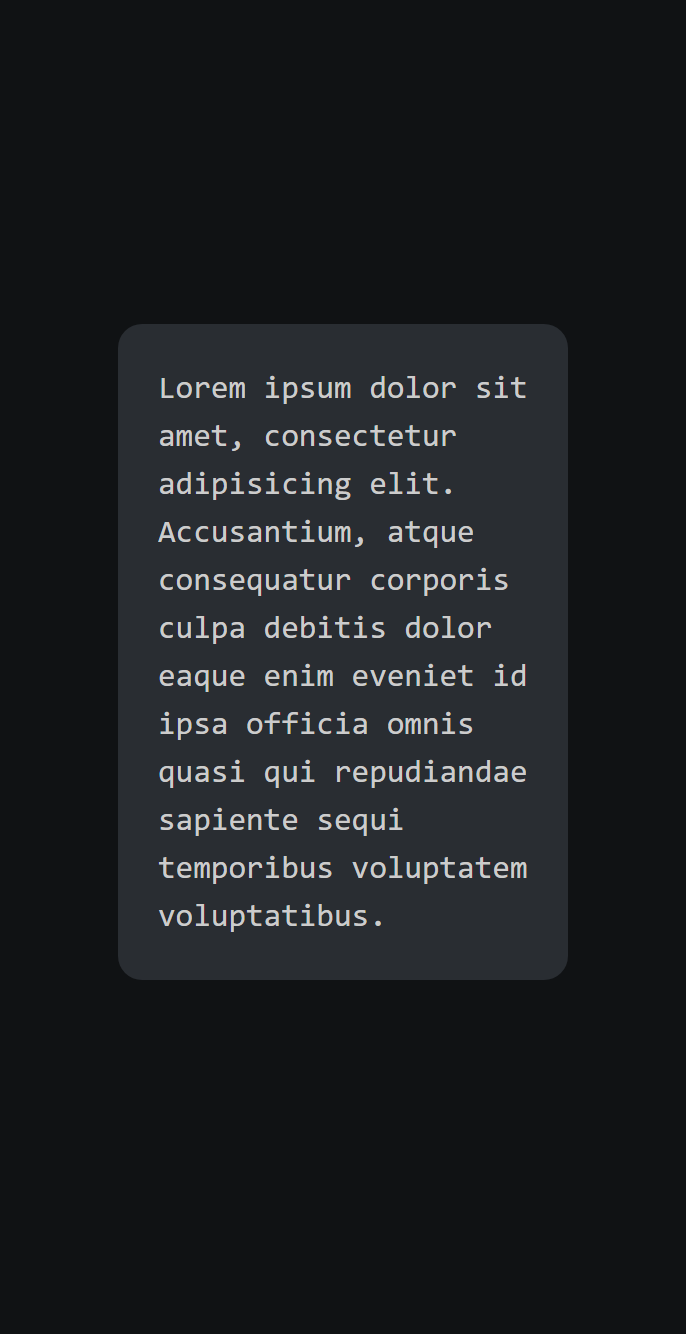 Lorem ipsum dolor sit
amet, consectetur
adipisicing elit.
Accusantium, atque
consequatur corporis
culpa debitis dolor
eaque enim eveniet id
ipsa officia omnis
quasi qui repudiandae
sapiente sequi
temporibus voluptatem
voluptatibus.